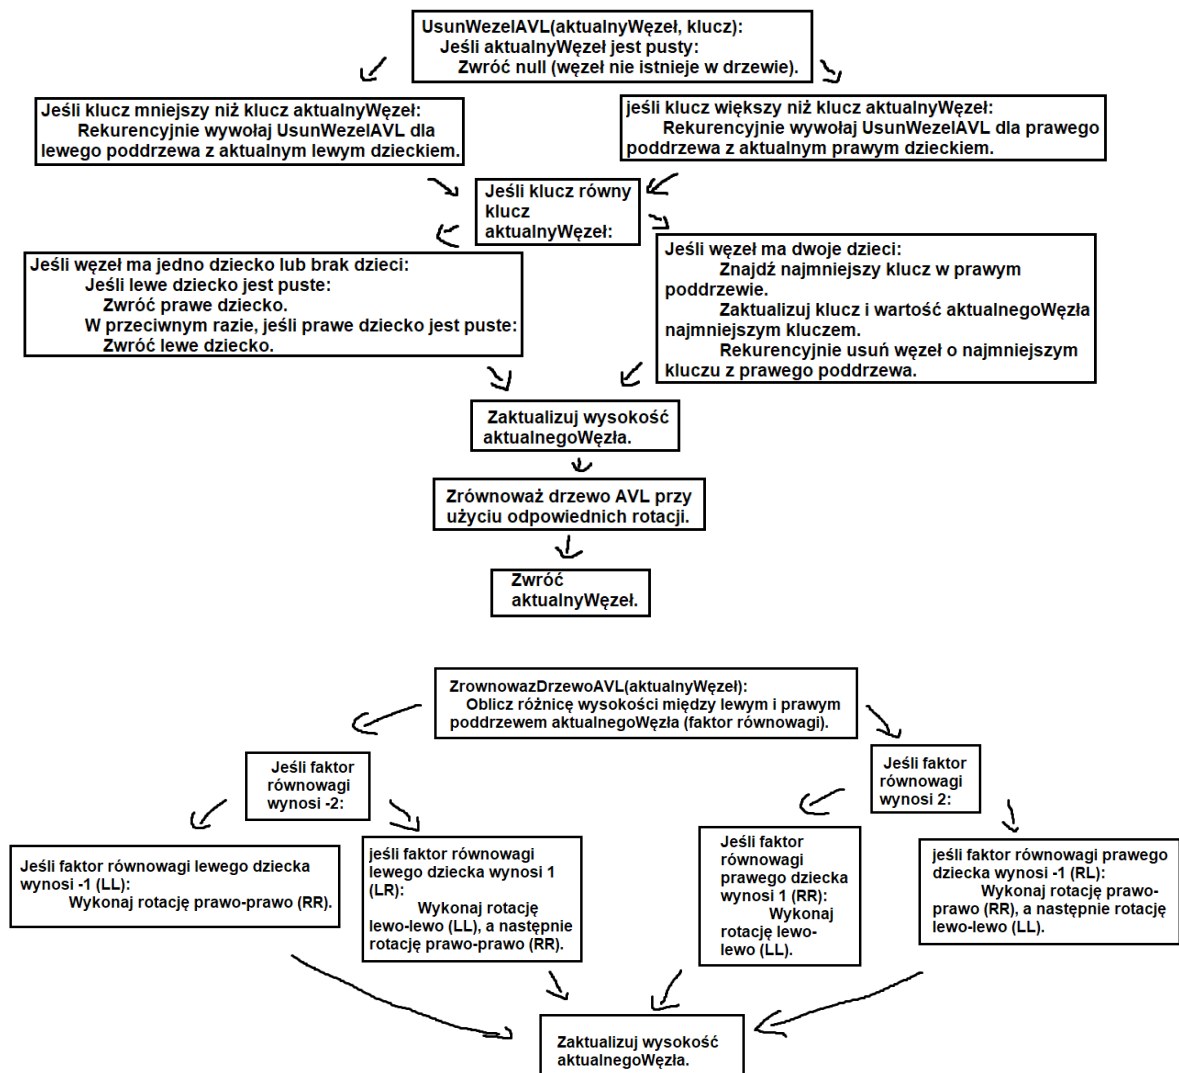 UsunWezelAVL(aktualnyWęzeł, klucz):
Jeśli aktualnyWęzeł jest pusty:
Zwróć null (węzeł nie istnieje w drzewie).
Jeśli klucz mniejszy niż klucz aktualnyWęzeł:
Rekurencyjnie wywołaj UsunWezelAVL dla
lewego poddrzewa z aktualnym lewym dzieckiem.
jeśli klucz większy niż klucz aktualnyWęzeł:
Rekurencyjnie wywołaj UsunWezelAVL dla prawego
poddrzewa z aktualnym prawym dzieckiem.
Jeśli klucz równy
klucz
aktualnyWęzeł:
Jeśli węzeł ma jedno dziecko lub brak dzieci:
Jeśli lewe dziecko jest puste:
Zwróć prawe dziecko.
W przeciwnym razie, jeśli prawe dziecko jest puste:
Zwróć lewe dziecko.
Jeśli węzeł ma dwoje dzieci:
Znajdź najmniejszy klucz w prawym
poddrzewie.
Zaktualizuj klucz i wartość aktualnegoWęzła
najmniejszym kluczem.
Rekurencyjnie usuń węzeł o najmniejszym
kluczu z prawego poddrzewa.
Zaktualizuj wysokość
aktualnegoWęzła.
Zrównoważ drzewo AVL przy
użyciu odpowiednich rotacji.
Zwróć
aktualnyWęzeł.
ZrownowazDrzewoAVL(aktualnyWęzeł):
Oblicz różnicę wysokości między lewym i prawym
poddrzewem aktualnegoWęzła (faktor równowagi).
Jeśli faktor
równowagi
wynosi -2:
Jeśli faktor
równowagi
wynosi 2:
Jeśli faktor równowagi lewego dziecka
wynosi -1 (LL):
Wykonaj rotację prawo-prawo (RR).
jeśli faktor równowagi
lewego dziecka wynosi 1
(LR):
Wykonaj rotację
lewo-lewo (LL), a następnie
rotację prawo-prawo (RR).
Jeśli faktor
równowagi
prawego dziecka
wynosi 1 (RR):
Wykonaj
rotację lewo-
lewo (LL).
jeśli faktor równowagi prawego
dziecka wynosi -1 (RL):
Wykonaj rotację prawo-
prawo (RR), a następnie rotację
lewo-lewo (LL).
Zaktualizuj wysokość
aktualnegoWęzła.